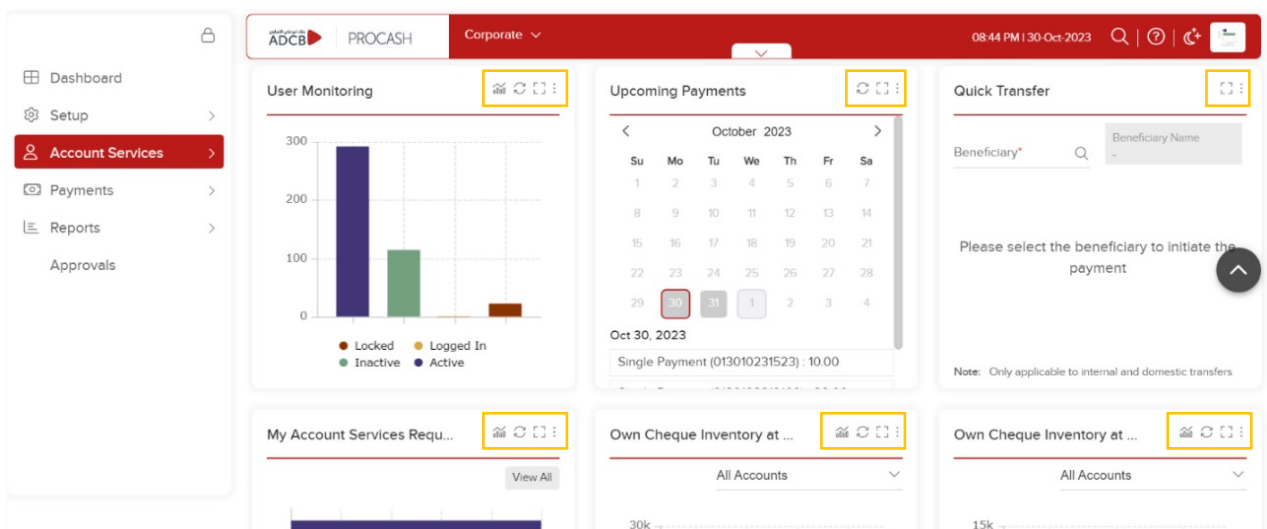 بنك أبوظبي التجاري
ADCB
PROCASH
Corporate
08:44 PM | 30-Oct-2023
Dashboard
Setup
Account Services
Payments
Reports
Approvals
User Monitoring
300
200
100
0
Locked Logged In
Inactive Active
Upcoming Payments
October 2023
Su Mo Tu We Th Fr Sa
1 2 3 4 5 6 7
8 9 10 11 12 13 14
15 16 17 18 19 20 21
22 23 24 25 26 27 28
29 30 31 1 2 3 4
Oct 30, 2023
Single Payment (013010231523) : 10.00
Quick Transfer
Beneficiary*
Beneficiary Name
-
Please select the beneficiary to initiate the
payment
Note: Only applicable to internal and domestic transfers
My Account Services Requ...
View All
Own Cheque Inventory at ...
All Accounts
30k
Own Cheque Inventory at ...
All Accounts
15k